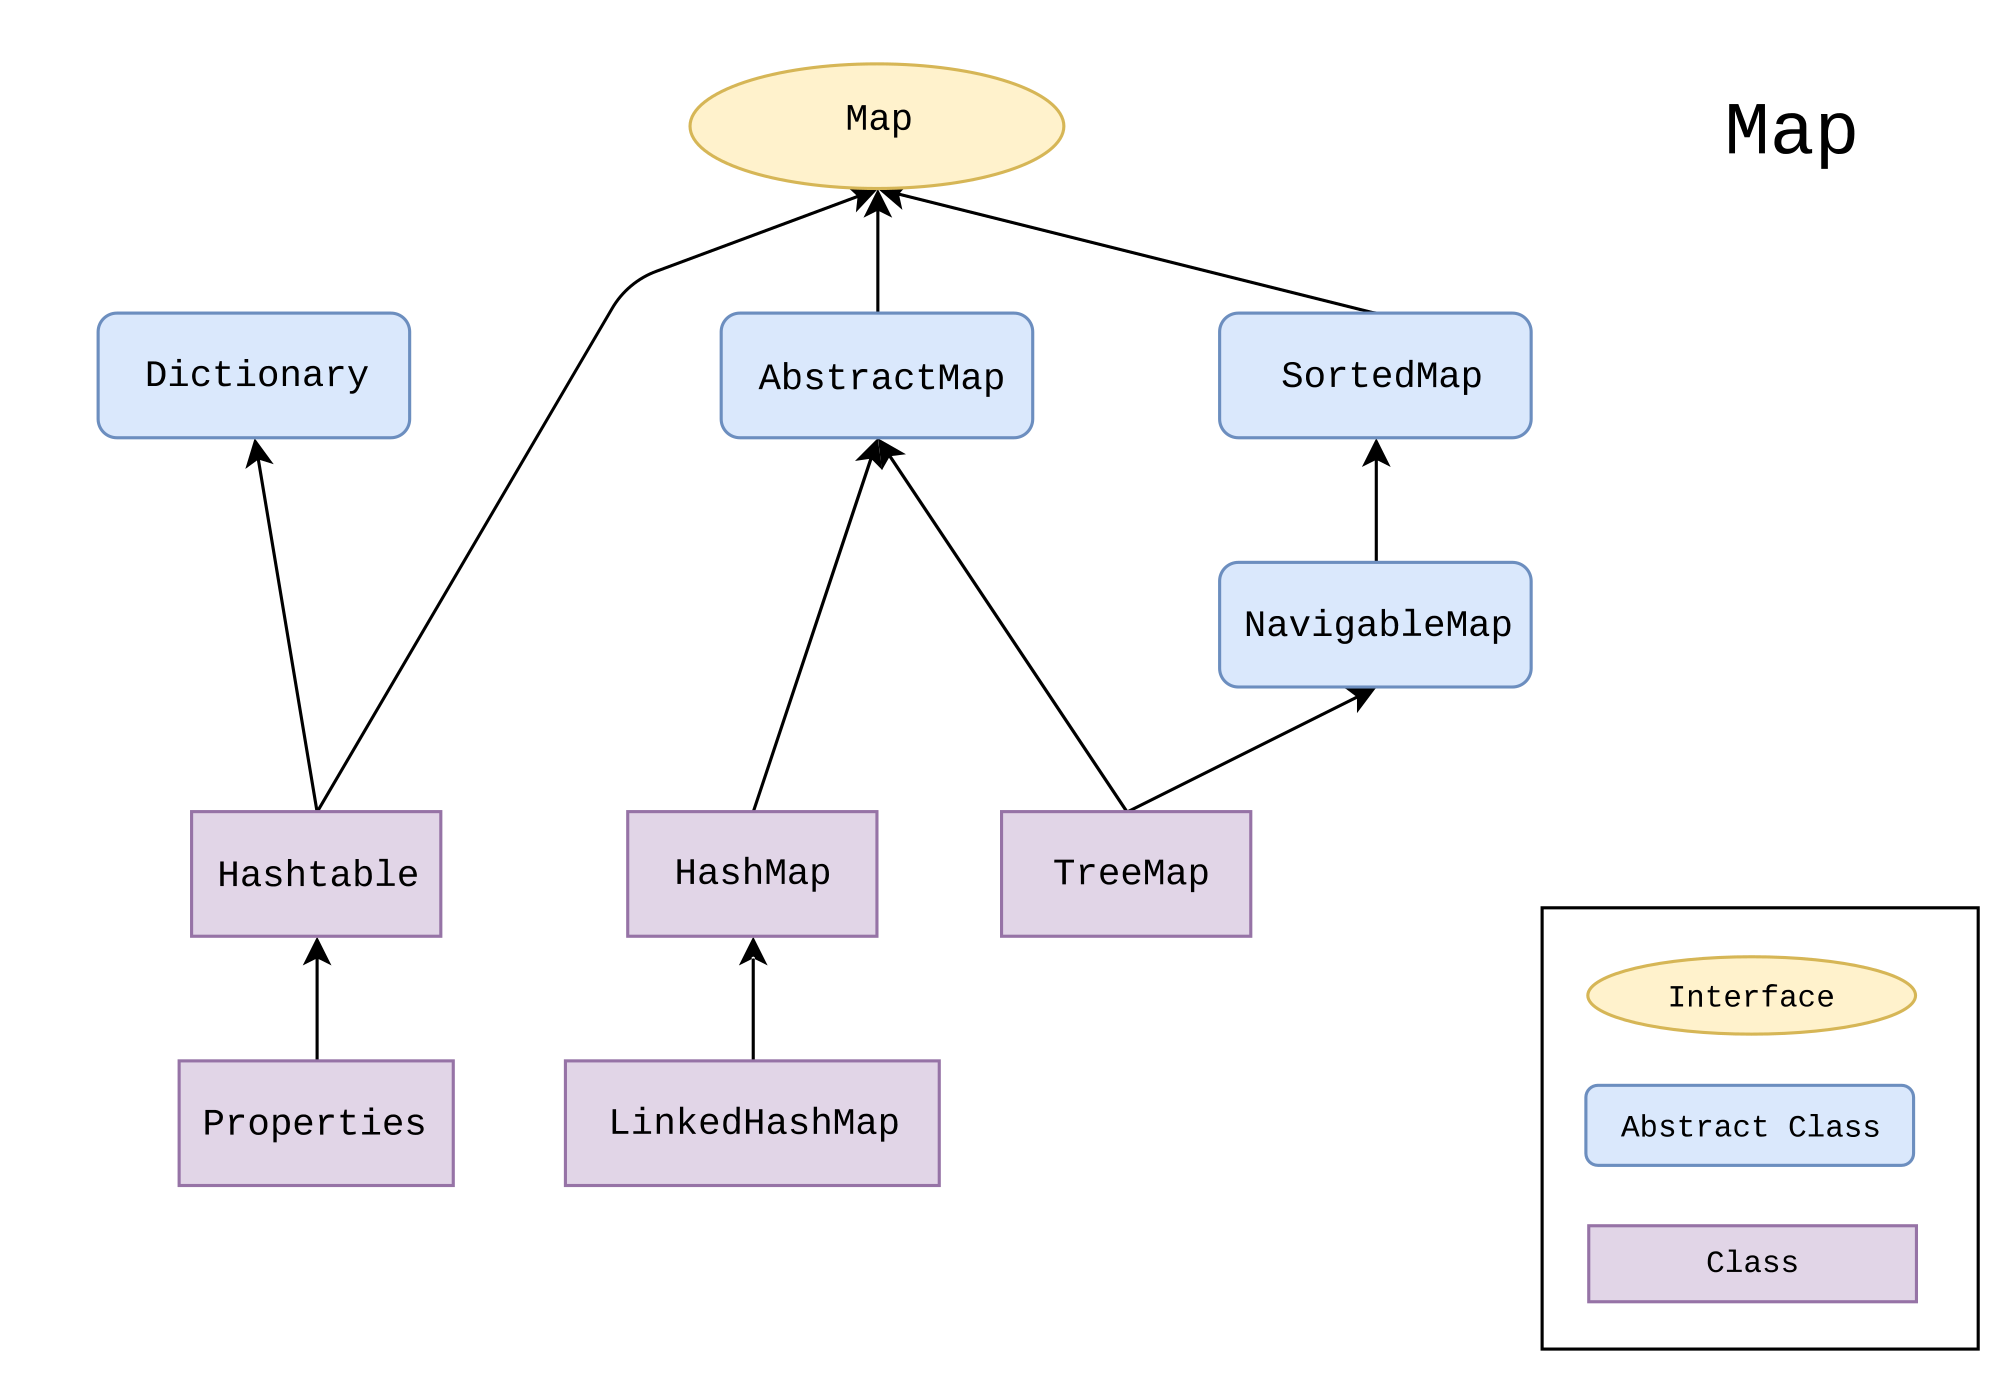 Map
Map
Dictionary
AbstractMap
SortedMap
NavigableMap
Hashtable
HashMap
TreeMap
Properties
LinkedHashMap
Interface
Abstract Class
Class